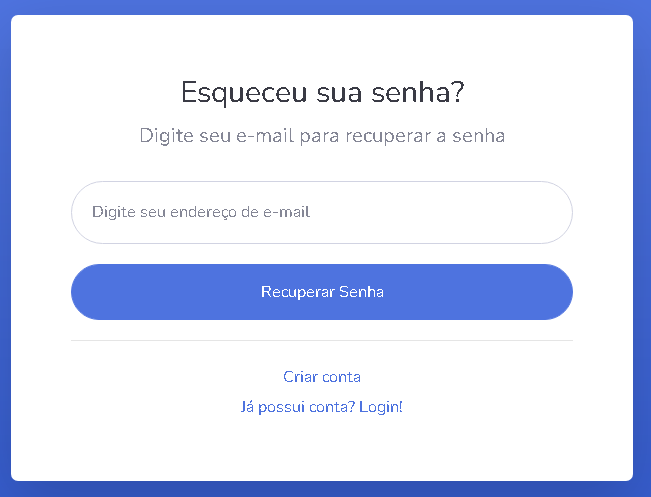 Esqueceu sua senha?
Digite seu e-mail para recuperar a senha
Digite seu endereço de e-mail
Recuperar Senha
Criar conta
Já possui conta? Login!